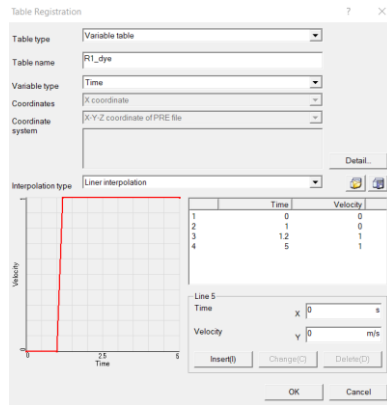 Table Registration ? ×
Table type Variable table
Table name R1_dye
Variable type Time
Coordinates X coordinate
Coordinate system X-Y-Z coordinate of PRE file
Detail...
Interpolation type Liner interpolation
Time Velocity
1 0 0
2 1 0
3 1.2 1
4 5 1
1
Velocity
0
0 2.5 5
Time
Line 5
Time X 0 s
Velocity Y 0 m/s
Insert(I) Change(C) Delete(D)
OK Cancel